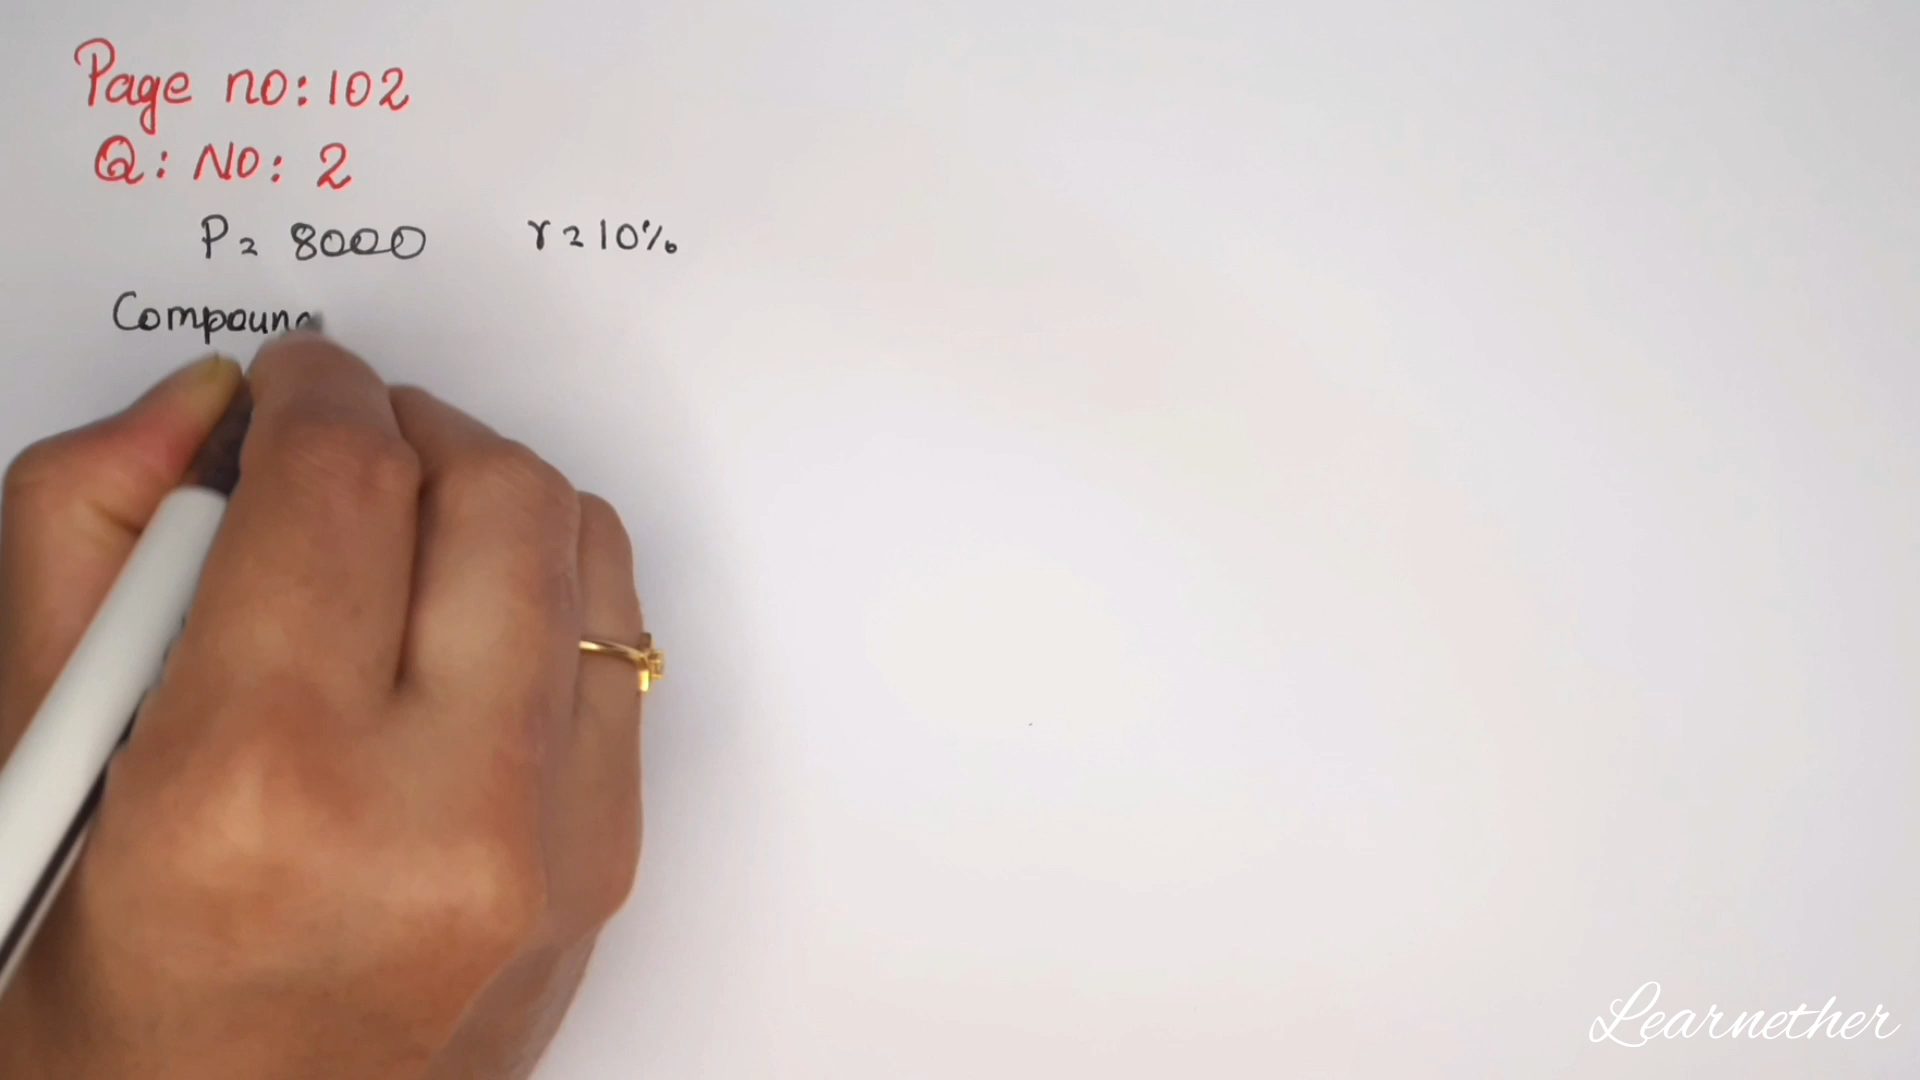 Page no: 102
Q: No: 2
P = 8000 r = 10%
Compoun
Learnether